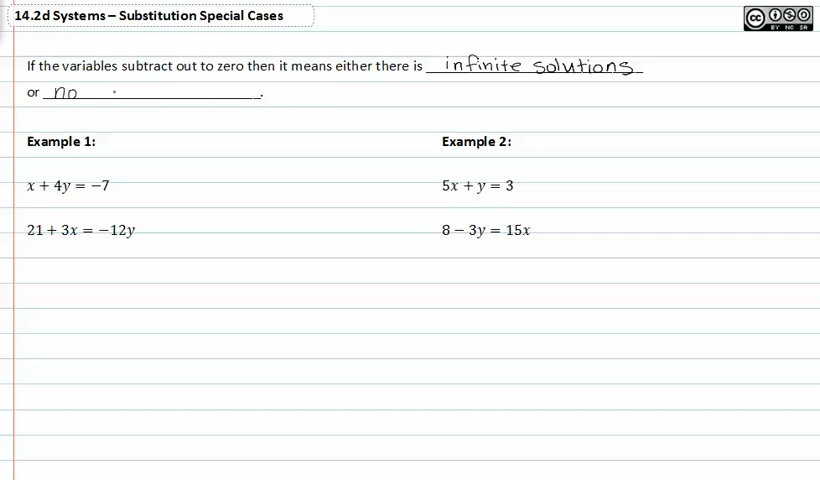 14.2d Systems – Substitution Special Cases
cc BY NC SA
If the variables subtract out to zero then it means either there is infinite solutions
or no .
Example 1: Example 2:
x + 4y = −7 5x + y = 3
21 + 3x = −12y 8 − 3y = 15x